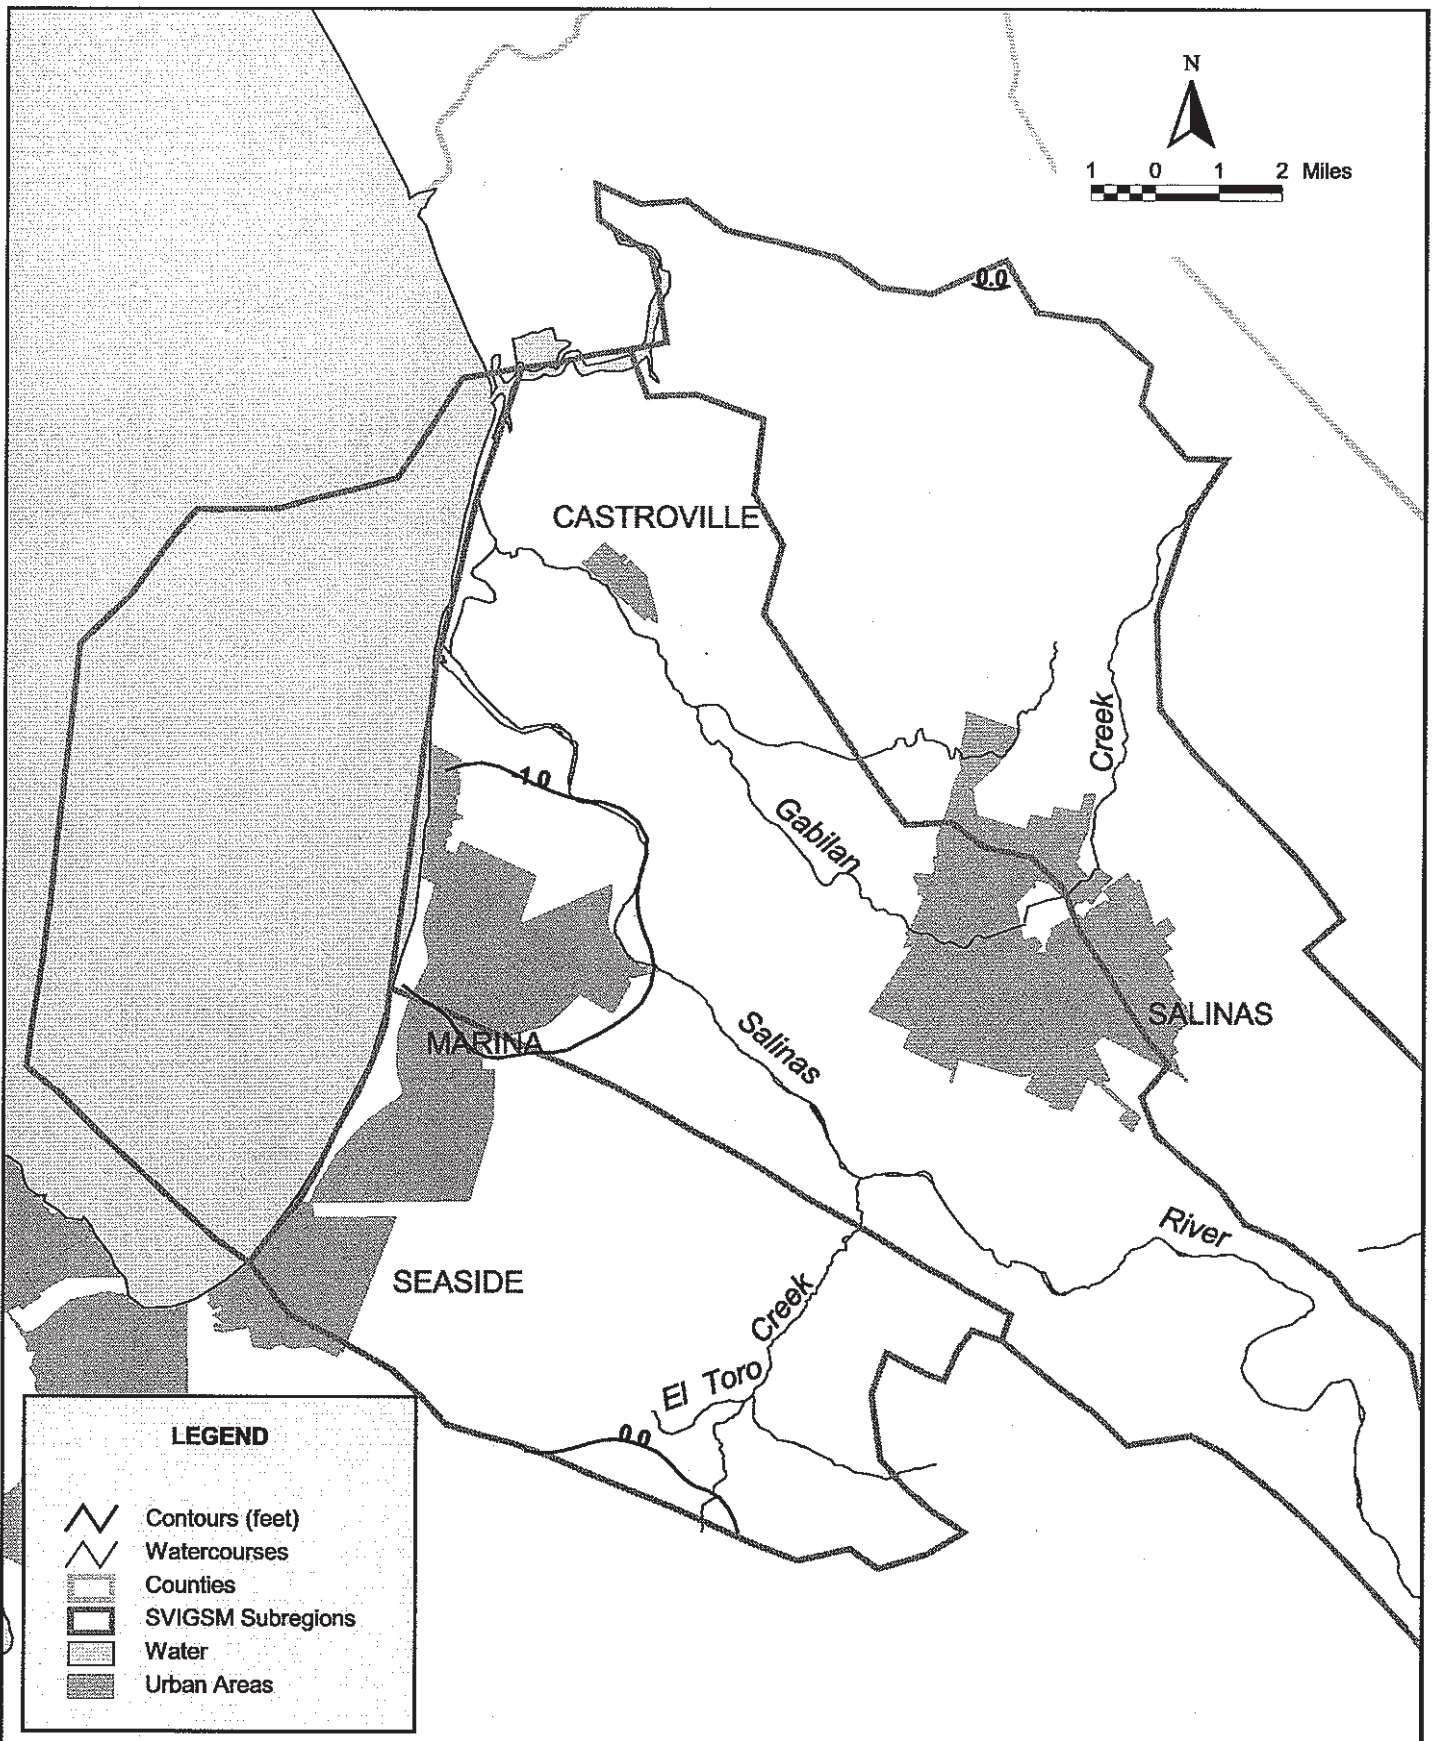 N
1 0 1 2 Miles
0.0
CASTROVILLE
Creek
1.0
Gabilan
SALINAS
MARINA
Salinas
River
SEASIDE
Creek
El Toro
0.0
LEGEND
Contours (feet)
Watercourses
Counties
SVIGSM Subregions
Water
Urban Areas